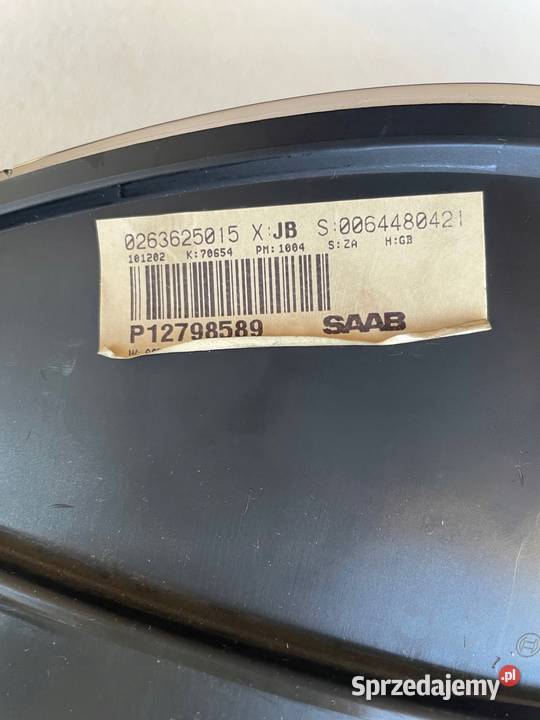 0263625015 X:JB S:0064480421
101202 K:70654 PM:1004 S:ZA H:GB
P12798589 SAAB
Sprzedajemy.pl